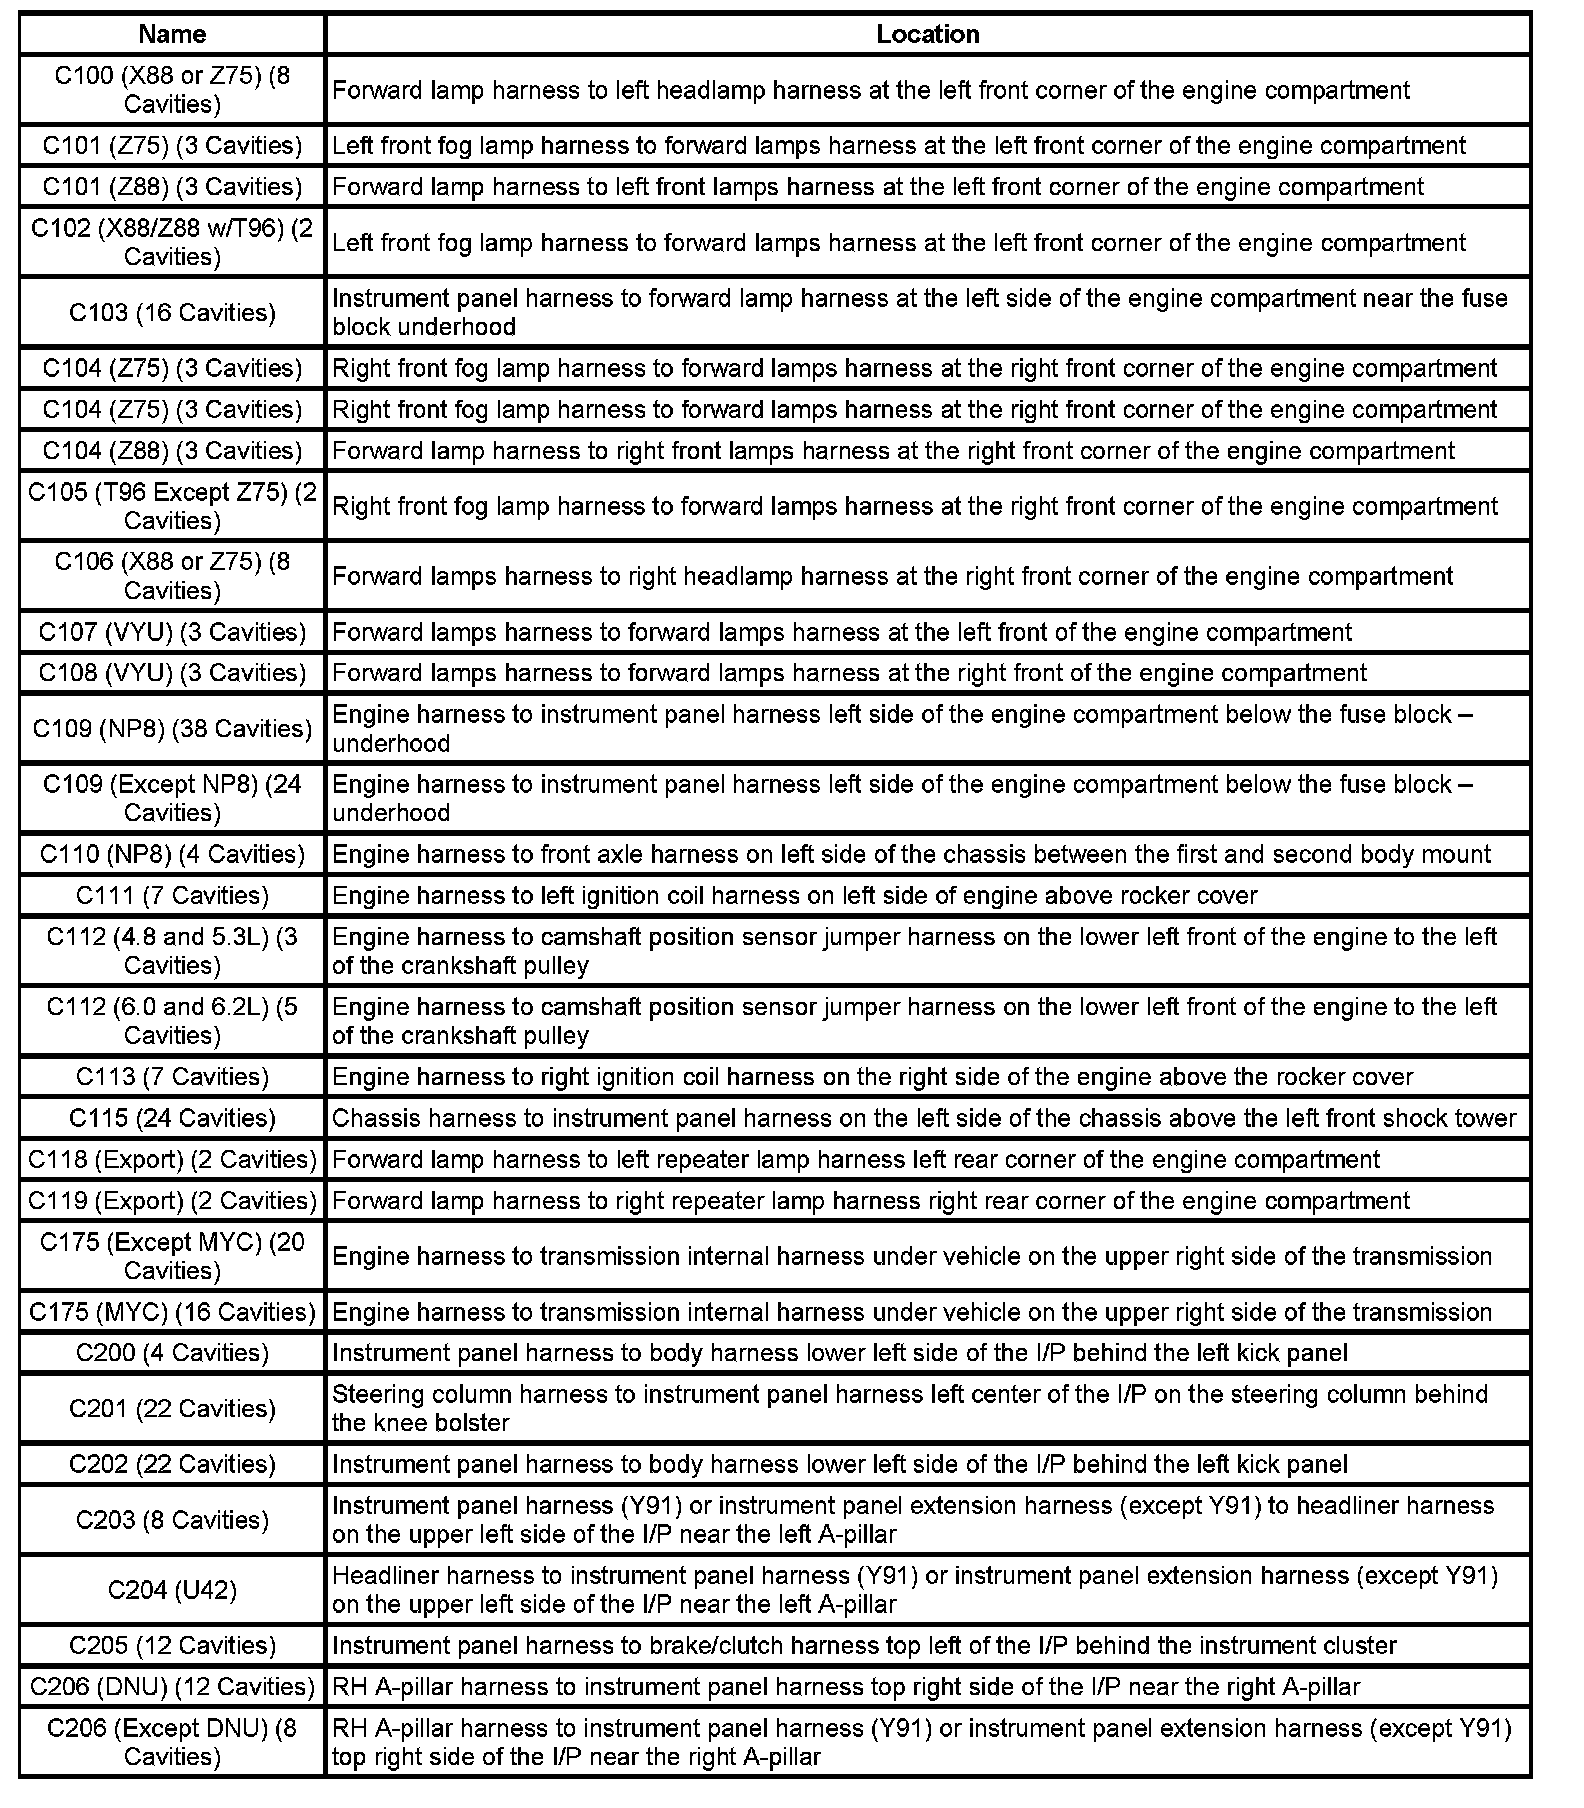 Name
Location
C100 (X88 or Z75) (8
Cavities)
Forward lamp harness to left headlamp harness at the left front corner of the engine compartment
C101 (Z75) (3 Cavities)
Left front fog lamp harness to forward lamps harness at the left front corner of the engine compartment
C101 (Z88) (3 Cavities)
Forward lamp harness to left front lamps harness at the left front corner of the engine compartment
C102 (X88/Z88 w/T96) (2
Cavities)
Left front fog lamp harness to forward lamps harness at the left front corner of the engine compartment
C103 (16 Cavities)
Instrument panel harness to forward lamp harness at the left side of the engine compartment near the fuse
block underhood
C104 (Z75) (3 Cavities)
Right front fog lamp harness to forward lamps harness at the right front corner of the engine compartment
C104 (Z75) (3 Cavities)
Right front fog lamp harness to forward lamps harness at the right front corner of the engine compartment
C104 (Z88) (3 Cavities)
Forward lamp harness to right front lamps harness at the right front corner of the engine compartment
C105 (T96 Except Z75) (2
Cavities)
Right front fog lamp harness to forward lamps harness at the right front corner of the engine compartment
C106 (X88 or Z75) (8
Cavities)
Forward lamps harness to right headlamp harness at the right front corner of the engine compartment
C107 (VYU) (3 Cavities)
Forward lamps harness to forward lamps harness at the left front of the engine compartment
C108 (VYU) (3 Cavities)
Forward lamps harness to forward lamps harness at the right front of the engine compartment
C109 (NP8) (38 Cavities)
Engine harness to instrument panel harness left side of the engine compartment below the fuse block –
underhood
C109 (Except NP8) (24
Cavities)
Engine harness to instrument panel harness left side of the engine compartment below the fuse block –
underhood
C110 (NP8) (4 Cavities)
Engine harness to front axle harness on left side of the chassis between the first and second body mount
C111 (7 Cavities)
Engine harness to left ignition coil harness on left side of engine above rocker cover
C112 (4.8 and 5.3L) (3
Cavities)
Engine harness to camshaft position sensor jumper harness on the lower left front of the engine to the left
of the crankshaft pulley
C112 (6.0 and 6.2L) (5
Cavities)
Engine harness to camshaft position sensor jumper harness on the lower left front of the engine to the left
of the crankshaft pulley
C113 (7 Cavities)
Engine harness to right ignition coil harness on the right side of the engine above the rocker cover
C115 (24 Cavities)
Chassis harness to instrument panel harness on the left side of the chassis above the left front shock tower
C118 (Export) (2 Cavities)
Forward lamp harness to left repeater lamp harness left rear corner of the engine compartment
C119 (Export) (2 Cavities)
Forward lamp harness to right repeater lamp harness right rear corner of the engine compartment
C175 (Except MYC) (20
Cavities)
Engine harness to transmission internal harness under vehicle on the upper right side of the transmission
C175 (MYC) (16 Cavities)
Engine harness to transmission internal harness under vehicle on the upper right side of the transmission
C200 (4 Cavities)
Instrument panel harness to body harness lower left side of the I/P behind the left kick panel
C201 (22 Cavities)
Steering column harness to instrument panel harness left center of the I/P on the steering column behind
the knee bolster
C202 (22 Cavities)
Instrument panel harness to body harness lower left side of the I/P behind the left kick panel
C203 (8 Cavities)
Instrument panel harness (Y91) or instrument panel extension harness (except Y91) to headliner harness
on the upper left side of the I/P near the left A-pillar
C204 (U42)
Headliner harness to instrument panel harness (Y91) or instrument panel extension harness (except Y91)
on the upper left side of the I/P near the left A-pillar
C205 (12 Cavities)
Instrument panel harness to brake/clutch harness top left of the I/P behind the instrument cluster
C206 (DNU) (12 Cavities)
RH A-pillar harness to instrument panel harness top right side of the I/P near the right A-pillar
C206 (Except DNU) (8
Cavities)
RH A-pillar harness to instrument panel harness (Y91) or instrument panel extension harness (except Y91)
top right side of the I/P near the right A-pillar